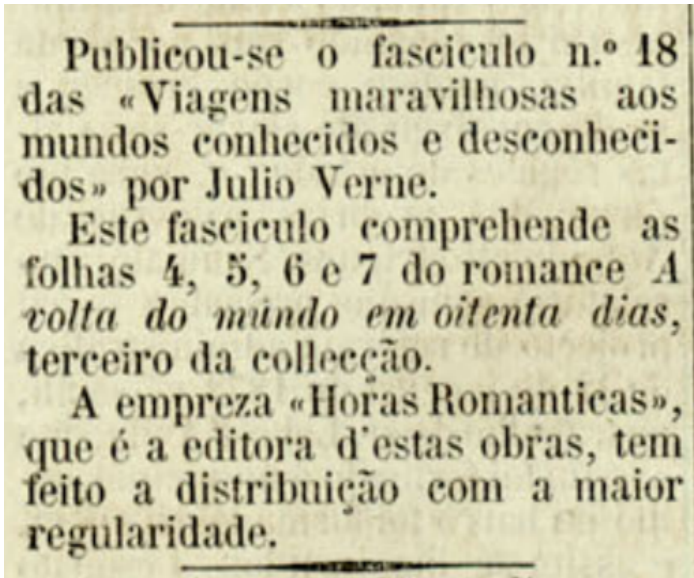 Publicou-se o fasciculo n.º 18
das «Viagens maravilhosas aos
mundos conhecidos e desconheci-
dos» por Julio Verne.
Este fasciculo comprehende as
folhas 4, 5, 6 e 7 do romance A
volta do mundo em oitenta dias,
terceiro da collecção.
A empreza «Horas Romanticas»,
que é a editora d'estas obras, tem
feito a distribuição com a maior
regularidade.